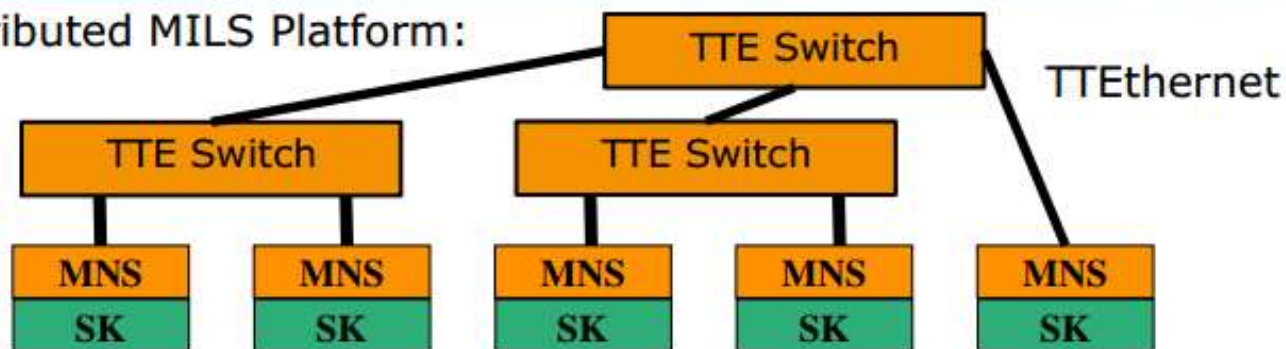 ributed MILS Platform:
TTE Switch
TTEthernet
TTE Switch TTE Switch
MNS MNS MNS MNS MNS
SK SK SK SK SK